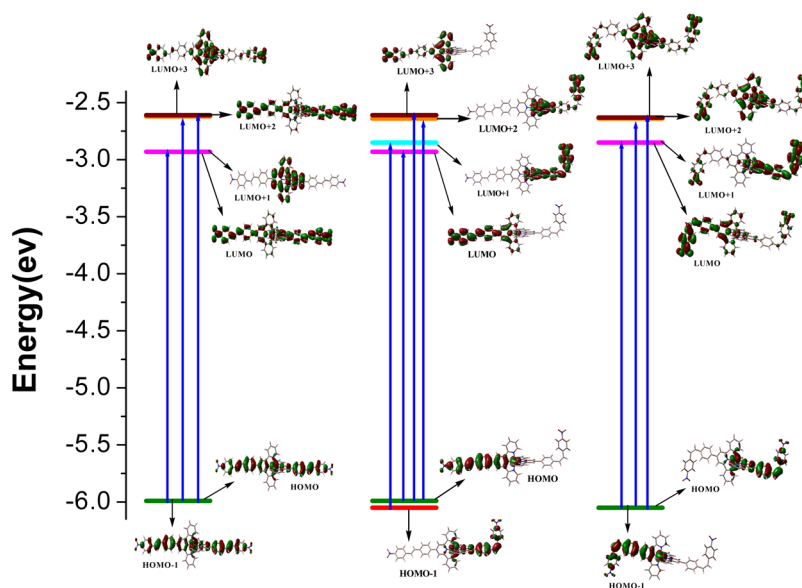 LUMO+3
LUMO+3
LUMO+3
-2.5
LUMO+2
LUMO+2
LUMO+2
-3.0
LUMO+1
LUMO+1
LUMO+1
LUMO
LUMO
LUMO
-3.5
-4.0
Energy(ev)
-4.5
-5.0
-5.5
HOMO
HOMO
HOMO
-6.0
HOMO-1
HOMO-1
HOMO-1